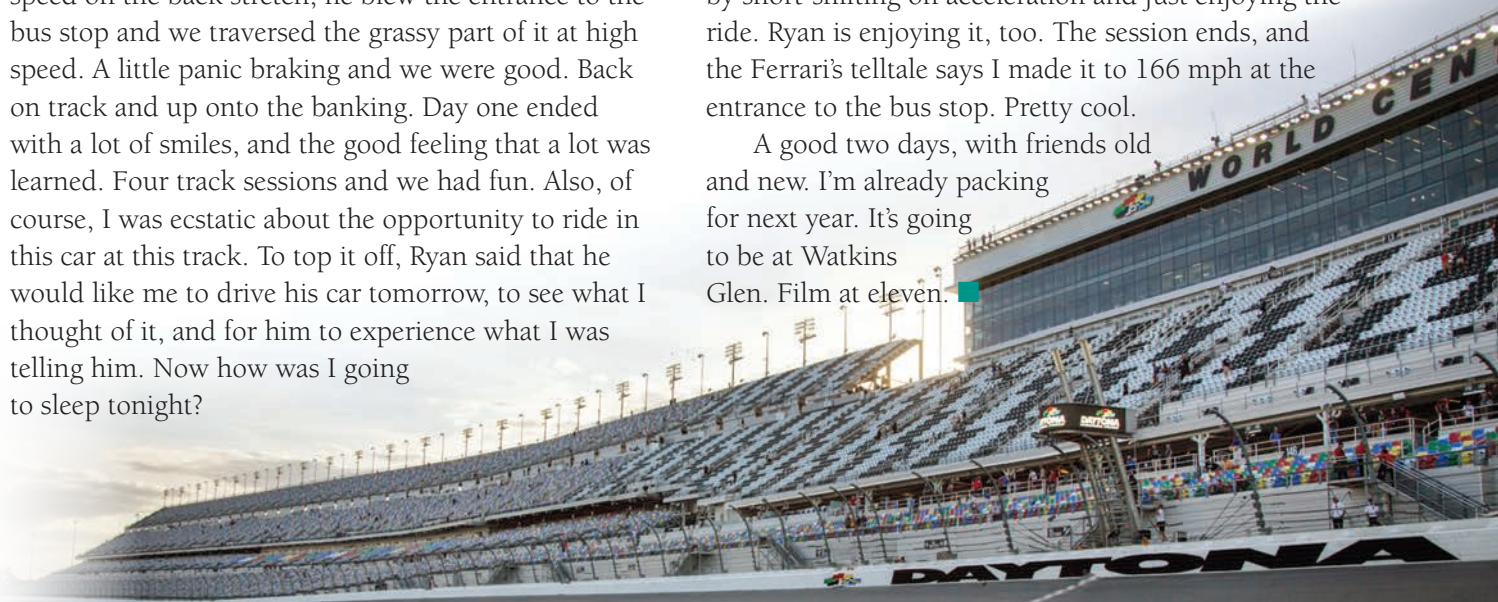 speed on the back stretch, he blew the entrance to the
bus stop and we traversed the grassy part of it at high
speed. A little panic braking and we were good. Back
on track and up onto the banking. Day one ended
with a lot of smiles, and the good feeling that a lot was
learned. Four track sessions and we had fun. Also, of
course, I was ecstatic about the opportunity to ride in
this car at this track. To top it off, Ryan said that he
would like me to drive his car tomorrow, to see what I
thought of it, and for him to experience what I was
telling him. Now how was I going
to sleep tonight?
by short-shifting on acceleration and just enjoying the
ride. Ryan is enjoying it, too. The session ends, and
the Ferrari's telltale says I made it to 166 mph at the
entrance to the bus stop. Pretty cool.
A good two days, with friends old
and new. I'm already packing
for next year. It's going
to be at Watkins
Glen. Film at eleven.
WORLD CEN
DAYTONA
DAYTONA